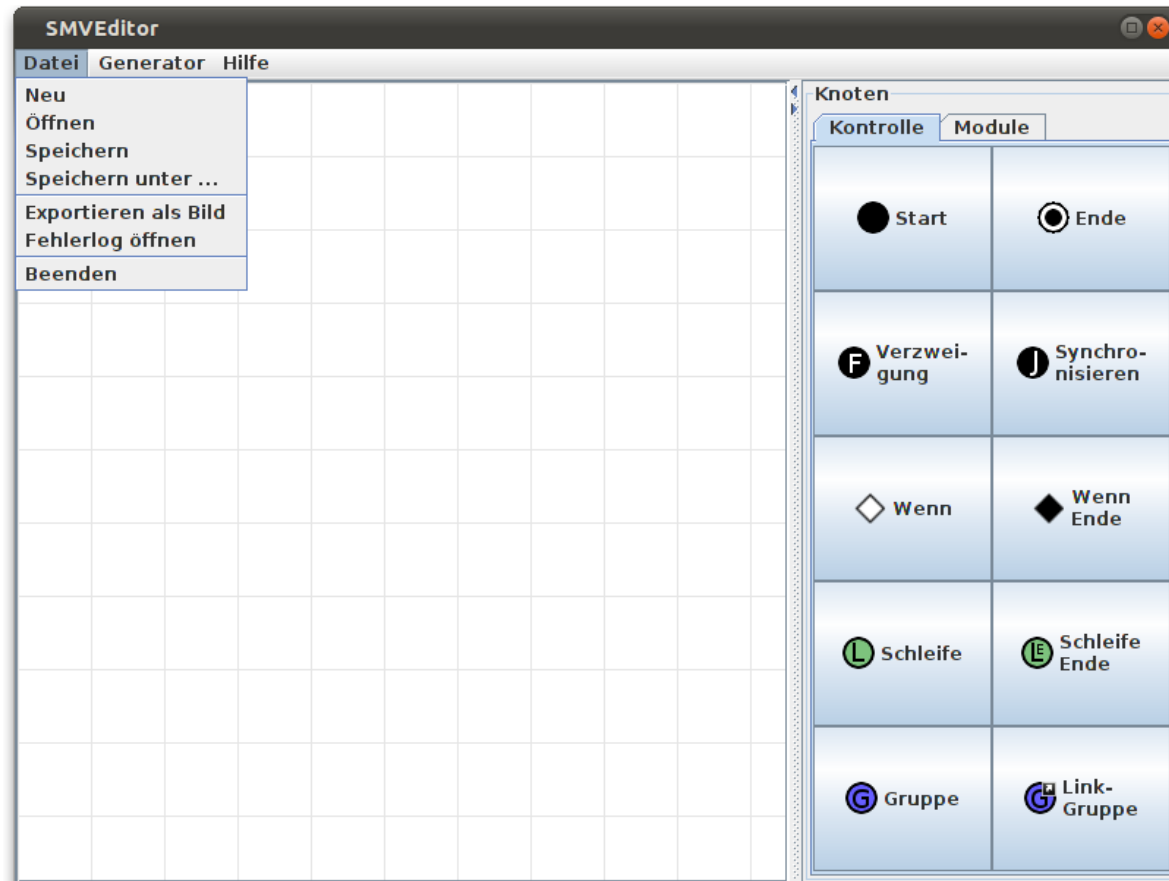 SMVEditor
Datei Generator Hilfe
Neu
Öffnen
Speichern
Speichern unter ...
Exportieren als Bild
Fehlerlog öffnen
Beenden
Knoten
Kontrolle Module
Start
Ende
F Verzwei-
gung
J Synchro-
nisieren
Wenn
Wenn
Ende
L Schleife
LE Schleife
Ende
G Gruppe
G Link-
Gruppe